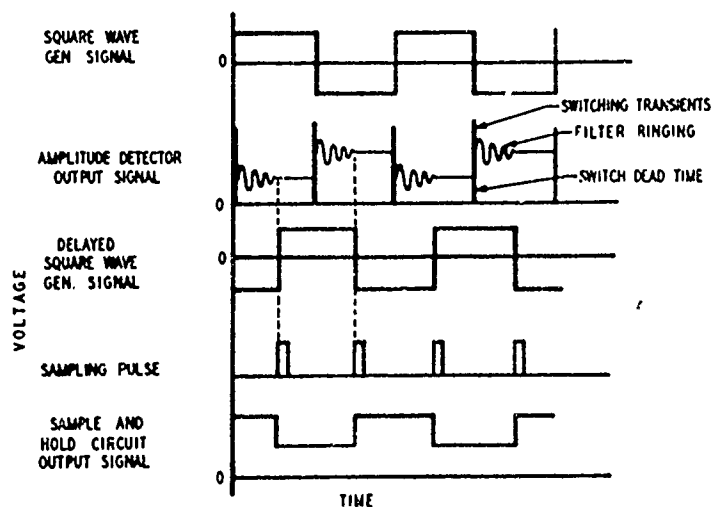 SQUARE WAVE
GEN SIGNAL
0
SWITCHING TRANSIENTS
FILTER RINGING
AMPLITUDE DETECTOR
OUTPUT SIGNAL
SWITCH DEAD TIME
0
DELAYED
SQUARE WAVE
GEN. SIGNAL
0
VOLTAGE
SAMPLING PULSE
SAMPLE AND
HOLD CIRCUIT
OUTPUT SIGNAL
0
TIME